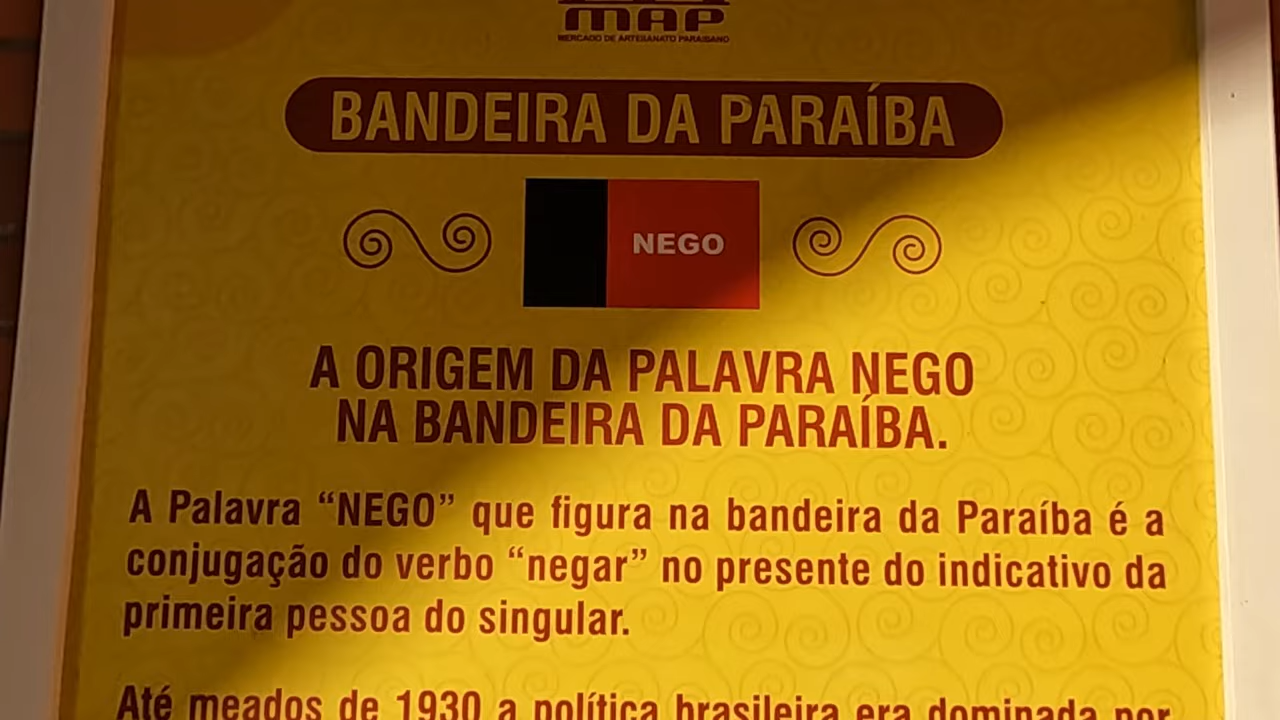 MAP
MERCADO DE ARTESANATO PARAIBANO
BANDEIRA DA PARAÍBA
NEGO
A ORIGEM DA PALAVRA NEGO
NA BANDEIRA DA PARAÍBA.
A Palavra “NEGO” que figura na bandeira da Paraíba é a
conjugação do verbo “negar” no presente do indicativo da
primeira pessoa do singular.
Até meados de 1930 a política brasileira era dominada por